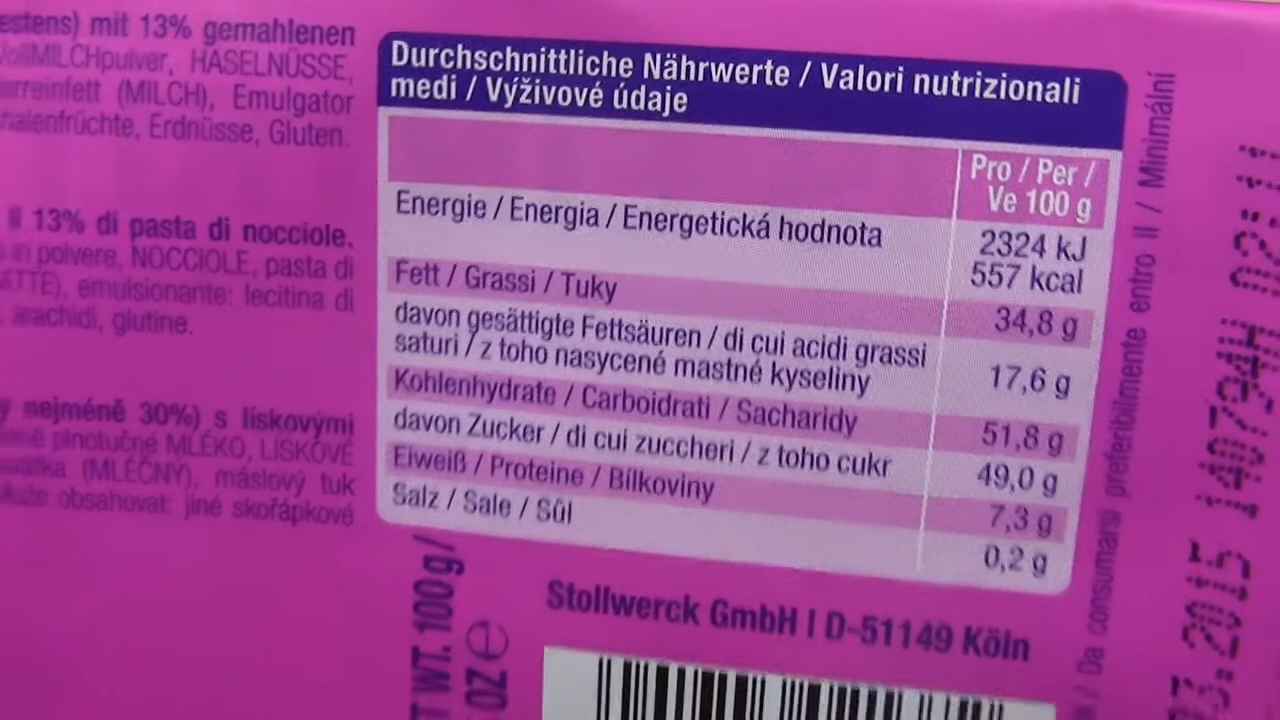 estens) mit 13% gemahlenen
MILCHpulver, HASELNÜSSE,
(MILCH), Emulgator
Erdnüsse, Gluten.
13% di pasta di nocciole.
in polvere, NOCCIOLE, pasta di
emulsionante: lecitina di
arachidi, glutine.
nejméně 30%) s lískovými
plnotučné MLÉKO, LÍSKOVÉ
(MLÉČNÝ), máslový tuk
obsahovat: jiné skořápkové
Durchschnittliche Nährwerte / Valori nutrizionali
medi / Výživové údaje
Pro / Per /
Ve 100 g
Energie / Energia / Energetická hodnota 2324 kJ
557 kcal
Fett / Grassi / Tuky 34,8 g
davon gesättigte Fettsäuren / di cui acidi grassi
saturi / z toho nasycené mastné kyseliny 17,6 g
Kohlenhydrate / Carboidrati / Sacharidy 51,8 g
davon Zucker / di cui zuccheri / z toho cukr 49,0 g
Eiweiß / Proteine / Bílkoviny 7,3 g
Salz / Sale / Sůl 0,2 g
WT. 100 g/
OZ e
Stollwerck GmbH I D-51149 Köln
/ Da consumarsi preferibilmente entro il / Minimální